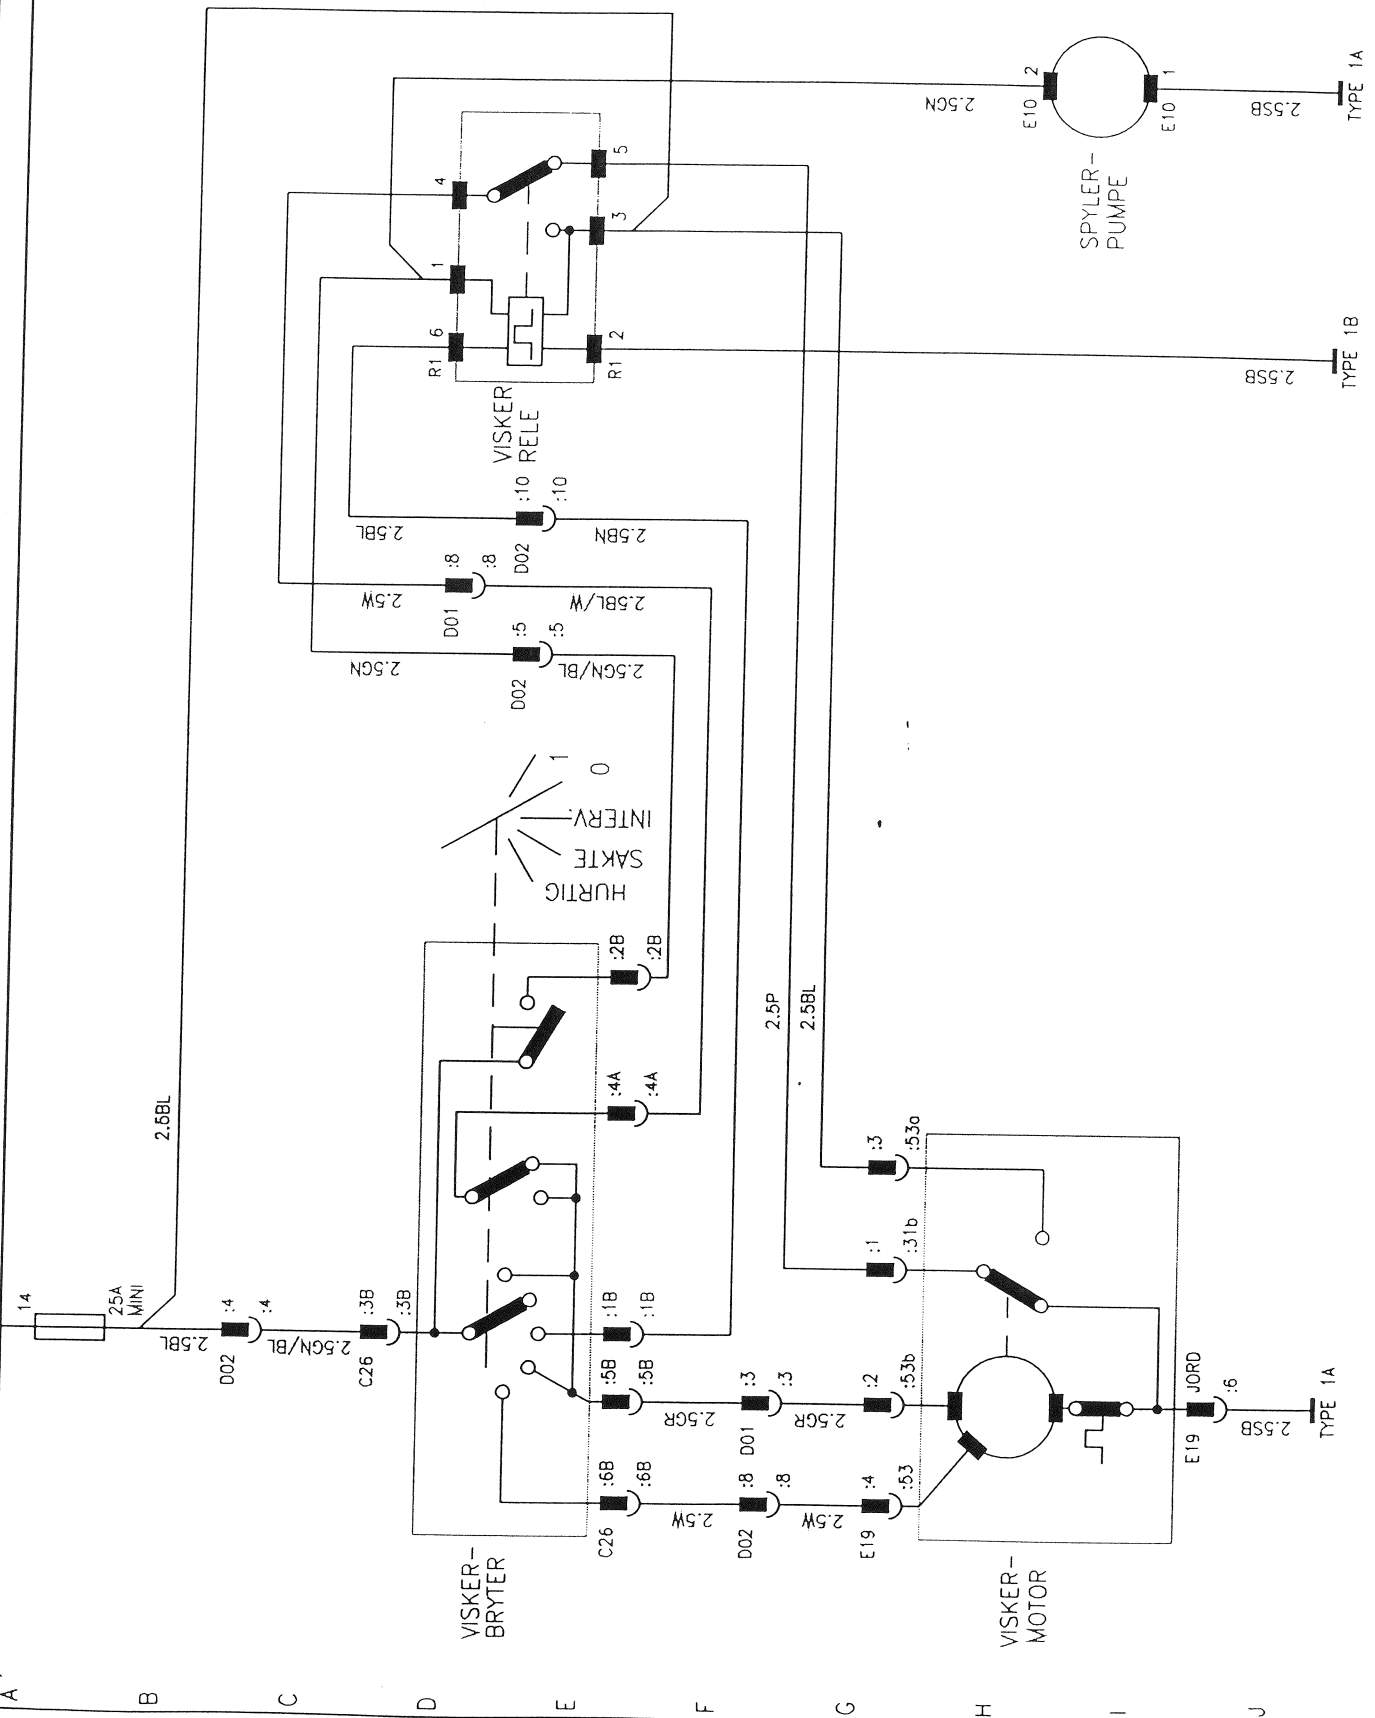 A
B
C
D
E
F
G
H
I
J
14
25A
MINI
2.5BL
2.5BL
:4
:4
D02
2.5GN/BL
:3B
:3B
C26
VISKER-
BRYTER
:6B
:6B
C26
:5B
:5B
:1B
:1B
:4A
:4A
:2B
:2B
HURTIG
SAKTE
INTERV.
0
1
2.5W
:8
:8
D02
2.5W
:4
:53
E19
2.5GR
:3
:3
D01
2.5GR
:2
:53b
:1
:31b
:3
:53a
2.5P
2.5BL
VISKER-
MOTOR
E19
JORD
:6
2.5SB
TYPE 1A
2.5GN
:5
:5
D02
2.5GN/BL
2.5W
:8
:8
D01
2.5BL/W
2.5BL
:10
:10
D02
2.5BN
VISKER
RELE
R1
6
1
4
R1
2
3
5
2.5SB
TYPE 1B
2.5GN
E10
2
SPYLER-
PUMPE
E10
1
2.5SB
TYPE 1A